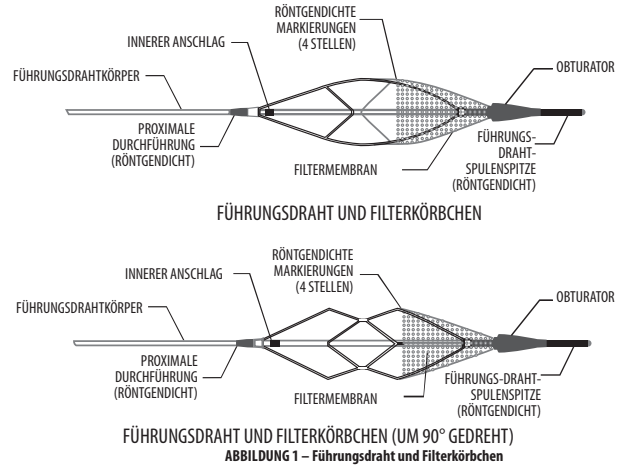 RÖNTGENDICHTE
MARKIERUNGEN
(4 STELLEN)
INNERER ANSCHLAG
OBTURATOR
FÜHRUNGSDRAHTKÖRPER
PROXIMALE
DURCHFÜHRUNG
(RÖNTGENDICHT)
FILTERMEMBRAN
FÜHRUNGS-
DRAHT-
SPULENSPITZE
(RÖNTGENDICHT)
FÜHRUNGSDRAHT UND FILTERKÖRBCHEN
RÖNTGENDICHTE
MARKIERUNGEN
(4 STELLEN)
INNERER ANSCHLAG
OBTURATOR
FÜHRUNGSDRAHTKÖRPER
PROXIMALE
DURCHFÜHRUNG
(RÖNTGENDICHT)
FILTERMEMBRAN
FÜHRUNGS-DRAHT-
SPULENSPITZE
(RÖNTGENDICHT)
FÜHRUNGSDRAHT UND FILTERKÖRBCHEN (UM 90° GEDREHT)
ABBILDUNG 1 – Führungsdraht und Filterkörbchen